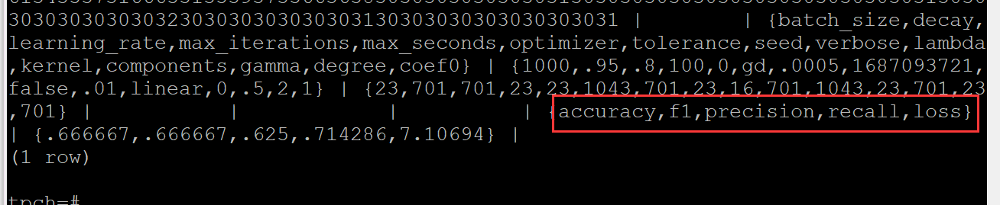 30303030303032303030303030303130303030303030303031 |         | {batch_size,decay,
learning_rate,max_iterations,max_seconds,optimizer,tolerance,seed,verbose,lambda
,kernel,components,gamma,degree,coef0} | {1000,.95,.8,100,0,gd,.0005,1687093721,
false,.01,linear,0,.5,2,1} | {23,701,701,23,23,1043,701,23,16,701,1043,23,701,23
,701} |            |             |           | {accuracy,f1,precision,recall,loss}
| {.666667,.666667,.625,.714286,7.10694} |
(1 row)
tpch=#